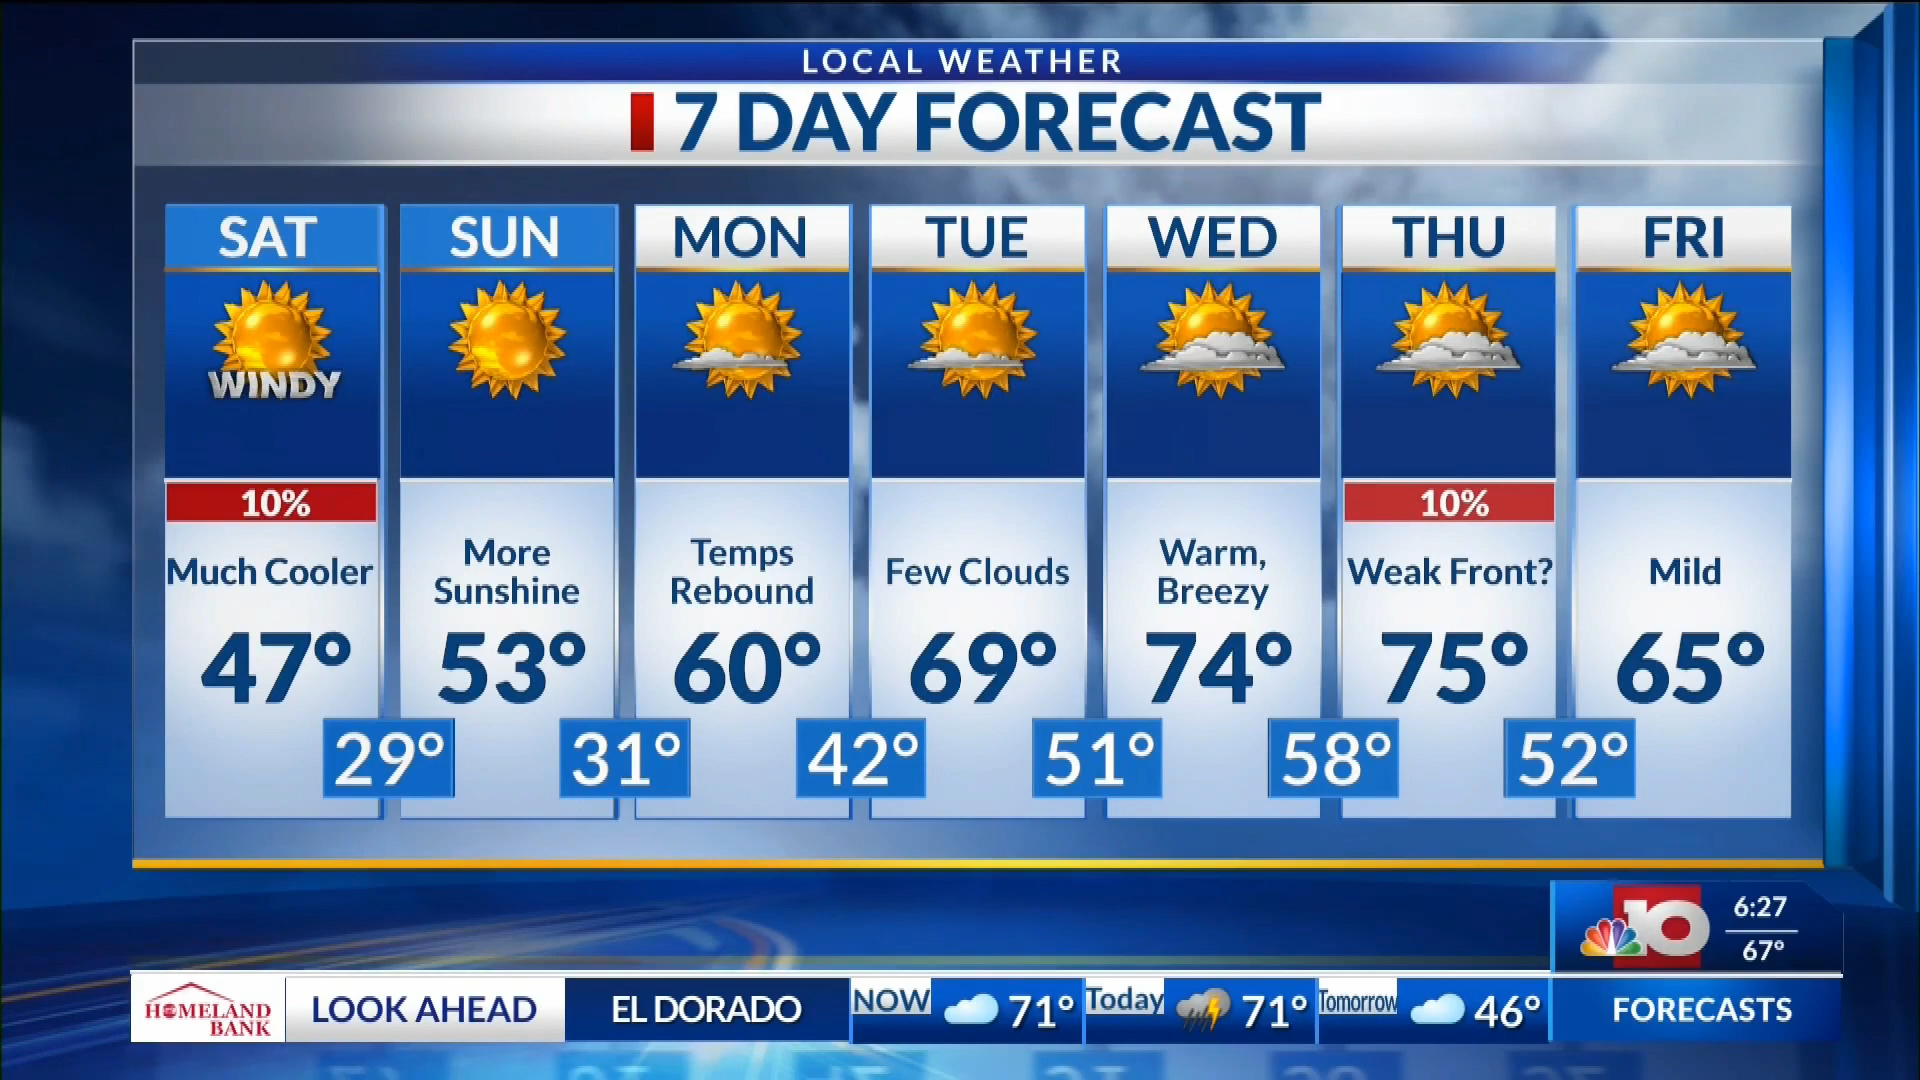 LOCAL WEATHER
7 DAY FORECAST
SAT
SUN
MON
TUE
WED
THU
FRI
WINDY
10%
10%
Much Cooler
More
Sunshine
Temps
Rebound
Few Clouds
Warm,
Breezy
Weak Front?
Mild
47°
53°
60°
69°
74°
75°
65°
29°
31°
42°
51°
58°
52°
10
6:27
67°
HOMELAND
BANK
LOOK AHEAD
EL DORADO
NOW
71°
Today
71°
Tomorrow
46°
FORECASTS